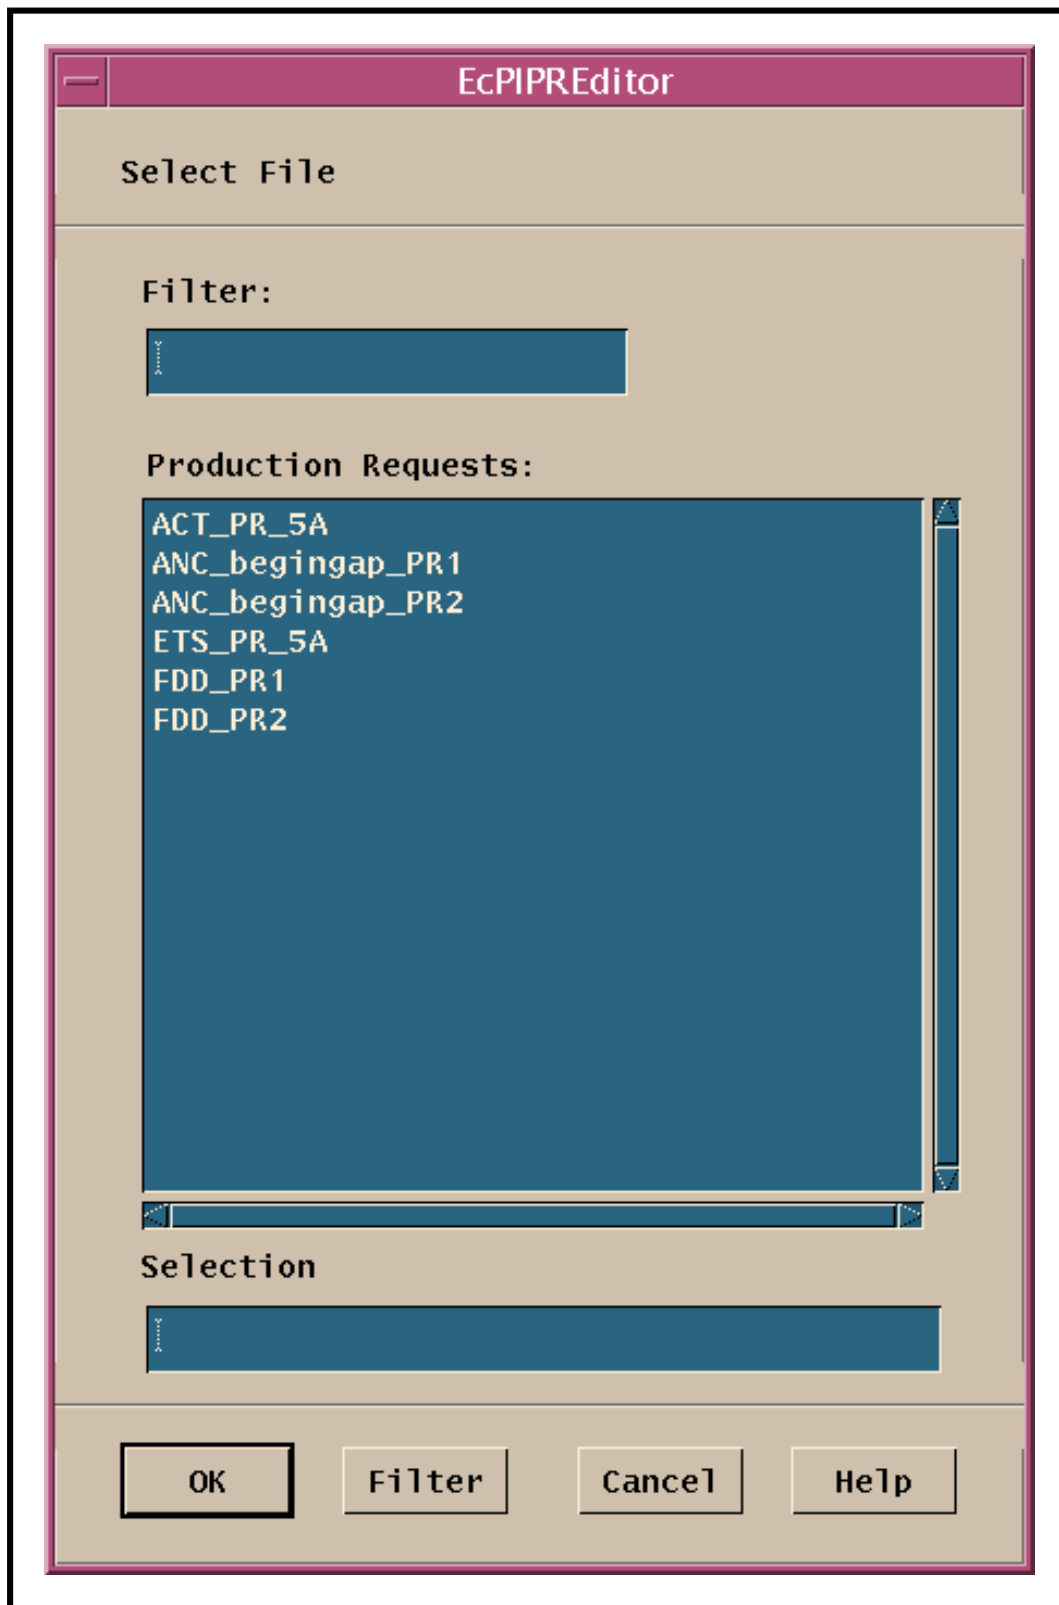 EcPlPREditor
Select File
Filter:
Production Requests:
ACT_PR_5A
ANC_begingap_PR1
ANC_begingap_PR2
ETS_PR_5A
FDD_PR1
FDD_PR2
Selection
OK Filter Cancel Help